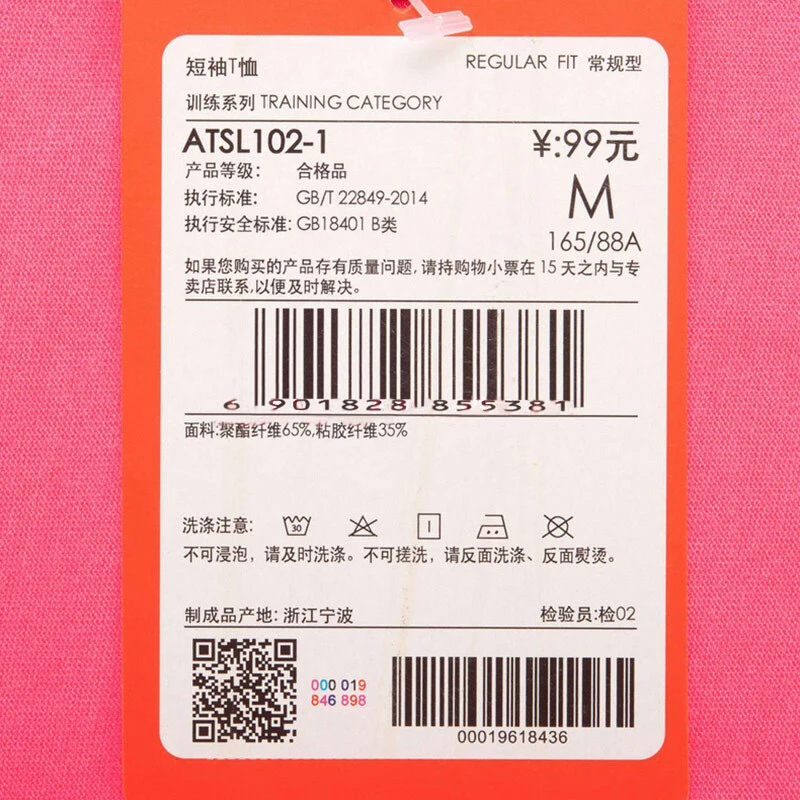 短袖T恤
REGULAR FIT 常规型
训练系列 TRAINING CATEGORY
ATSL102-1
¥:99元
产品等级: 合格品
执行标准: GB/T 22849-2014
M
执行安全标准: GB18401 B类
165/88A
如果您购买的产品存有质量问题,请持购物小票在 15 天之内与专
卖店联系,以便及时解决。
6 901828 855381
面料:聚酯纤维65%,粘胶纤维35%
洗涤注意: 30
不可浸泡，请及时洗涤。不可搓洗，请反面洗涤、反面熨烫。
制成品产地: 浙江宁波
检验员:检02
000 019
846 898
00019618436